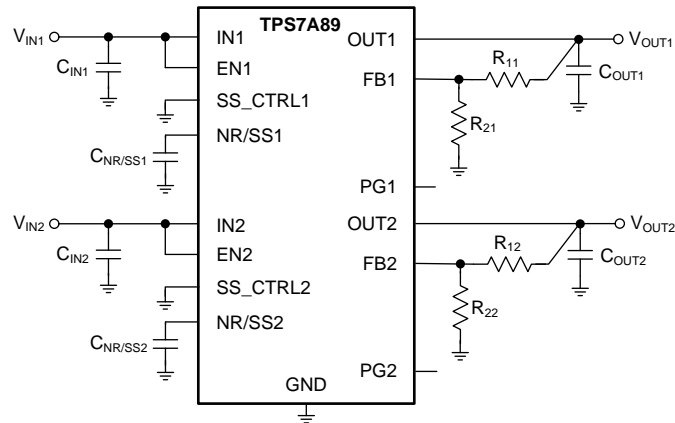 TPS7A89
V_IN1
IN1
OUT1
V_OUT1
C_IN1
EN1
FB1
R_11
C_OUT1
SS_CTRL1
R_21
C_NR/SS1
NR/SS1
PG1
V_IN2
IN2
OUT2
V_OUT2
C_IN2
EN2
FB2
R_12
C_OUT2
SS_CTRL2
R_22
C_NR/SS2
NR/SS2
PG2
GND